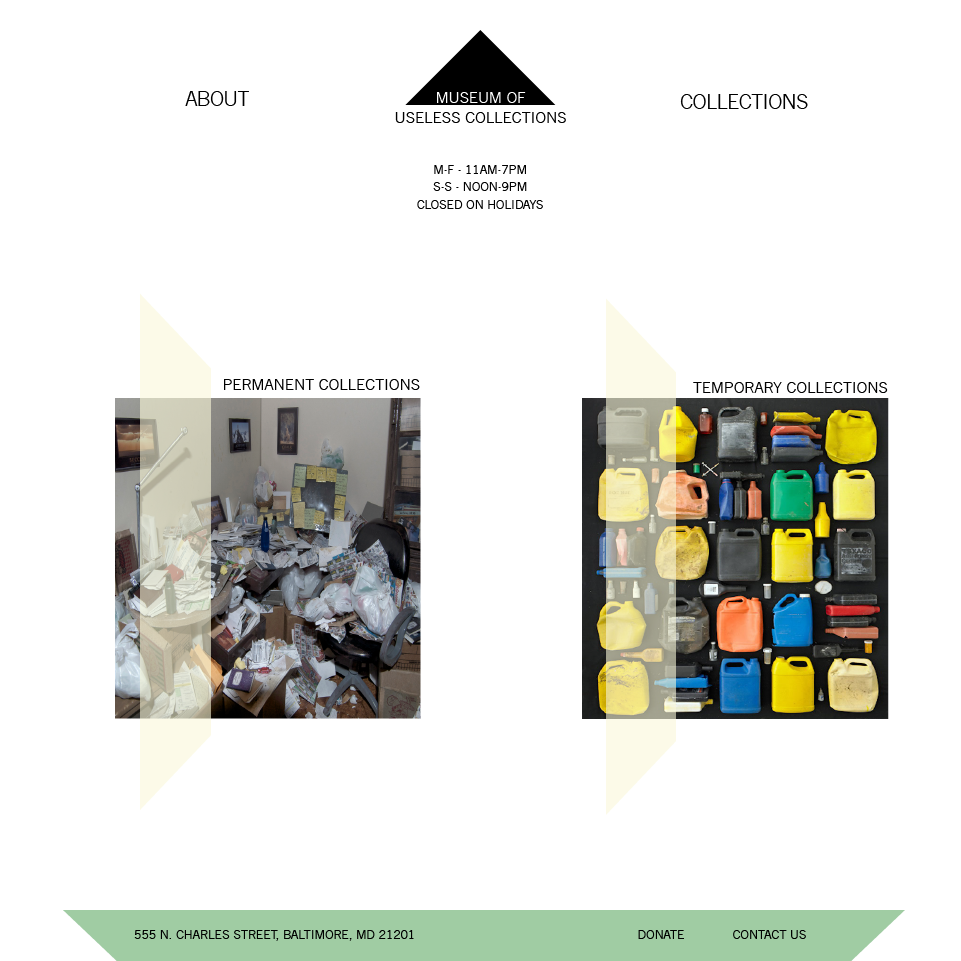 ABOUT
MUSEUM OF
USELESS COLLECTIONS
COLLECTIONS
M-F - 11AM-7PM
S-S - NOON-9PM
CLOSED ON HOLIDAYS
PERMANENT COLLECTIONS
TEMPORARY COLLECTIONS
555 N. CHARLES STREET, BALTIMORE, MD 21201
DONATE
CONTACT US